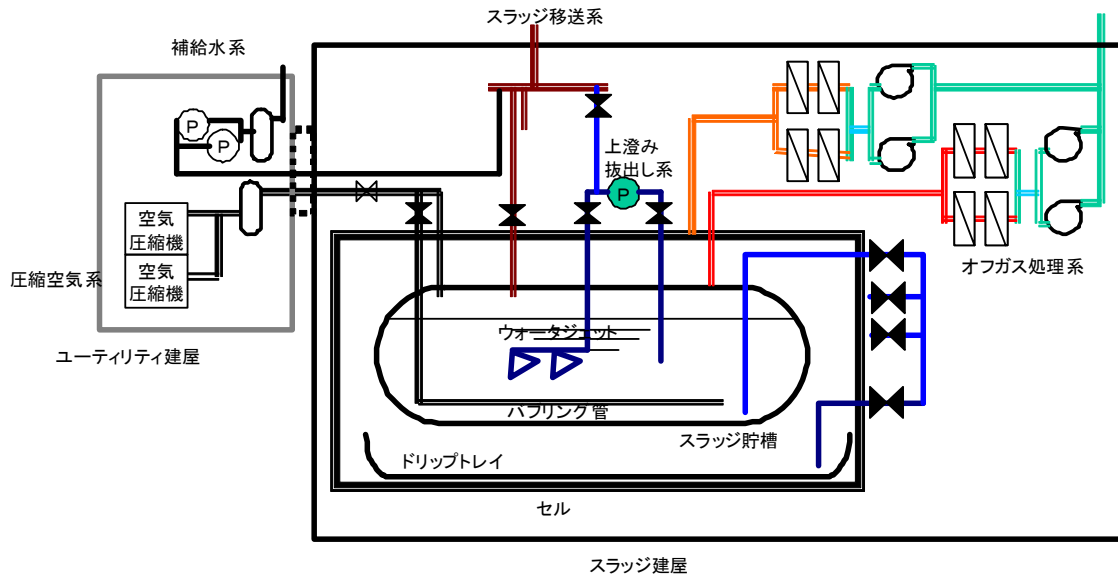 スラッジ移送系
補給水系
P
P
上澄み
抜出し系
P
空気
圧縮機
空気
圧縮機
圧縮空気系
オフガス処理系
ユーティリティ建屋
ウォータジェット
バブリング管
スラッジ貯槽
ドリップトレイ
セル
スラッジ建屋